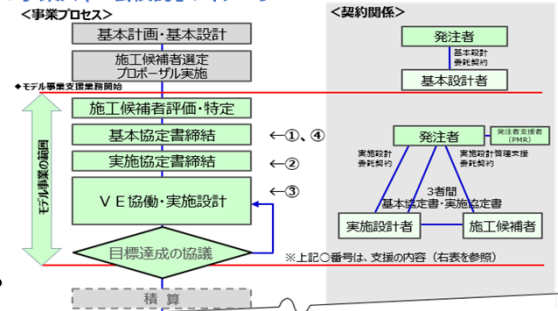 <事業プロセス>
基本計画・基本設計
施工候補者選定
プロポーザル実施
◆モデル事業支援業務開始
施工候補者評価・特定
基本協定書締結
←①、④
実施協定書締結
←②
ＶＥ協働・実施設計
←③
目標達成の協議
積 算
モデル事業の範囲
<契約関係>
発注者
基本設計
委託契約
基本設計者
発注者
発注者支援者
(PMR)
実施設計
委託契約
実施設計管理支援
委託契約
３者間
基本協定書・実施協定書
実施設計者
施工候補者
※上記○番号は、支援の内容（右表を参照）